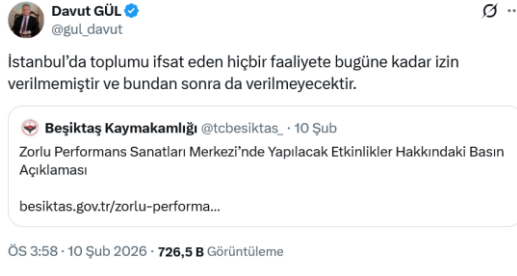 Davut GÜL
@gul_davut
İstanbul’da toplumu ifsat eden hiçbir faaliyete bugüne kadar izin
verilmemiştir ve bundan sonra da verilmeyecektir.
Beşiktaş Kaymakamlığı @tcbesiktas_ · 10 Şub
Zorlu Performans Sanatları Merkezi’nde Yapılacak Etkinlikler Hakkındaki Basın
Açıklaması
besiktas.gov.tr/zorlu-performa...
ÖS 3:58 · 10 Şub 2026 · 726,5 B Görüntüleme